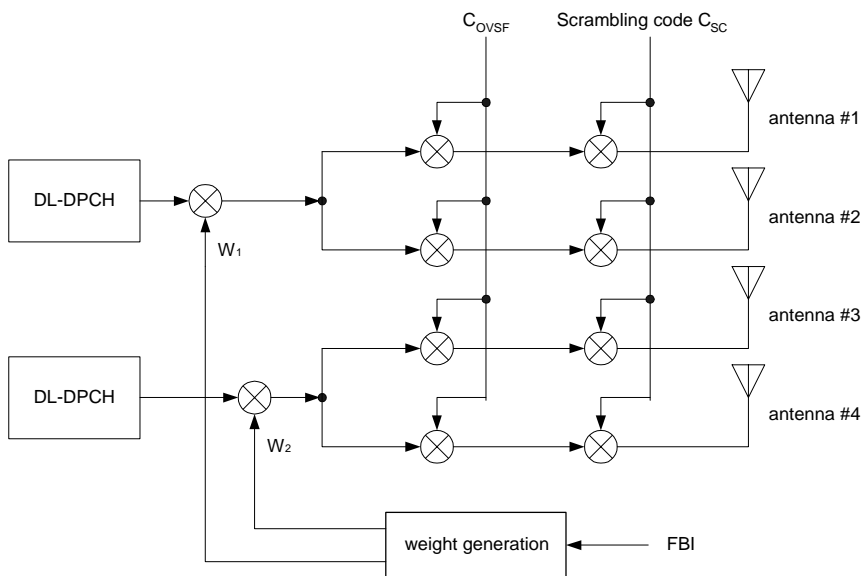 C_OVSF
Scrambling code C_SC
antenna #1
DL-DPCH
antenna #2
W₁
antenna #3
DL-DPCH
antenna #4
W₂
weight generation
FBI